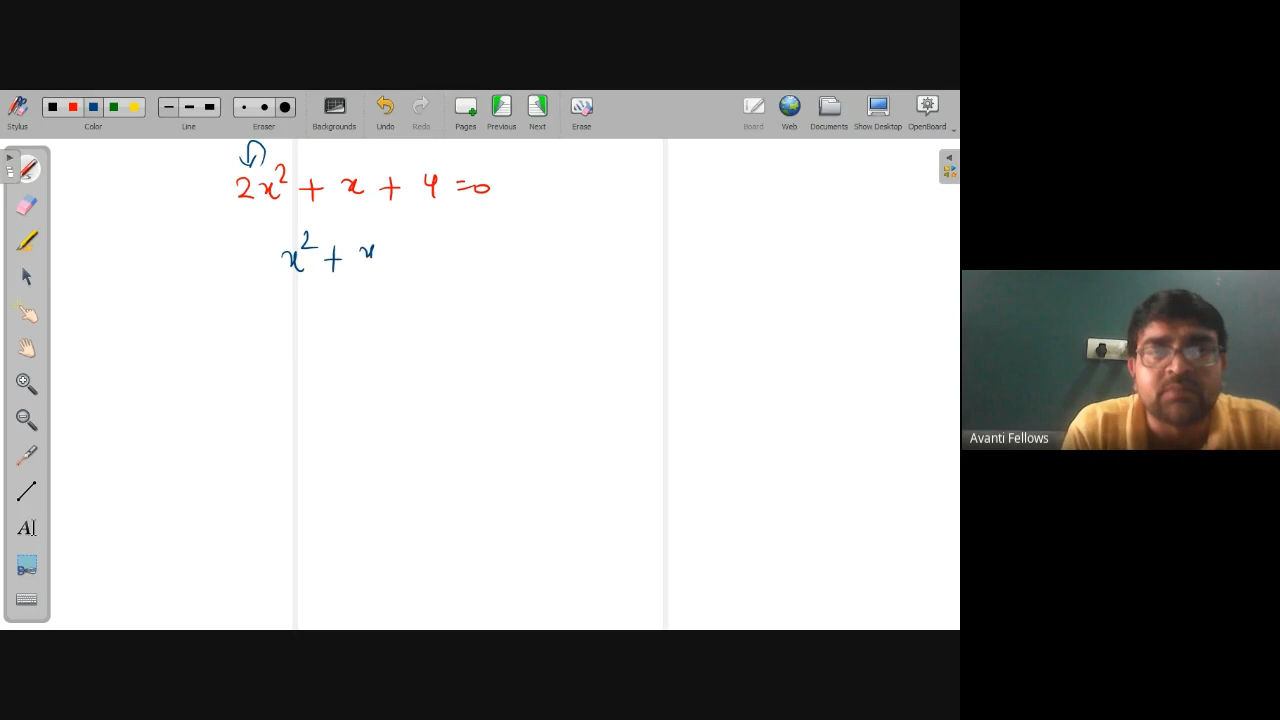 Stylus
Color
Line
Eraser
Backgrounds
Undo
Redo
Pages
Previous
Next
Erase
Board
Web
Documents
Show Desktop
OpenBoard
2x² + x + 4 =0
x² + x
A
Avanti Fellows